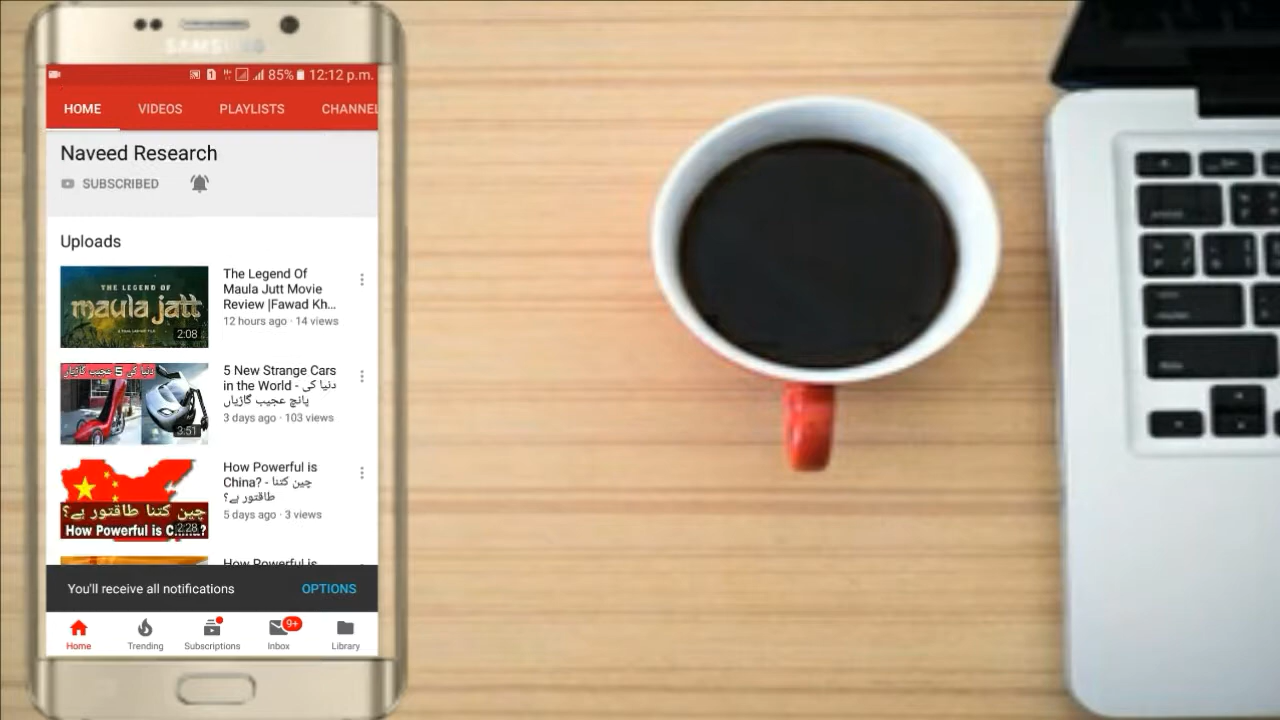 SAMSUNG
85% 12:12 p.m.
HOME VIDEOS PLAYLISTS CHANNEL
Naveed Research
SUBSCRIBED
Uploads
THE LEGEND OF
maula jatt
2:08
The Legend Of
Maula Jutt Movie
Review |Fawad Kh...
12 hours ago · 14 views
دنیا کی 5 عجیب گاڑیاں
3:51
5 New Strange Cars
in the World - دنیا کی
پانچ عجیب گاڑیاں
3 days ago · 103 views
چین کتنا طاقتور ہے؟
How Powerful is C.....?
2:28
How Powerful is
China? - چین کتنا
طاقتور ہے؟
5 days ago · 3 views
How Powerful is
You'll receive all notifications OPTIONS
9+
Home Trending Subscriptions Inbox Library